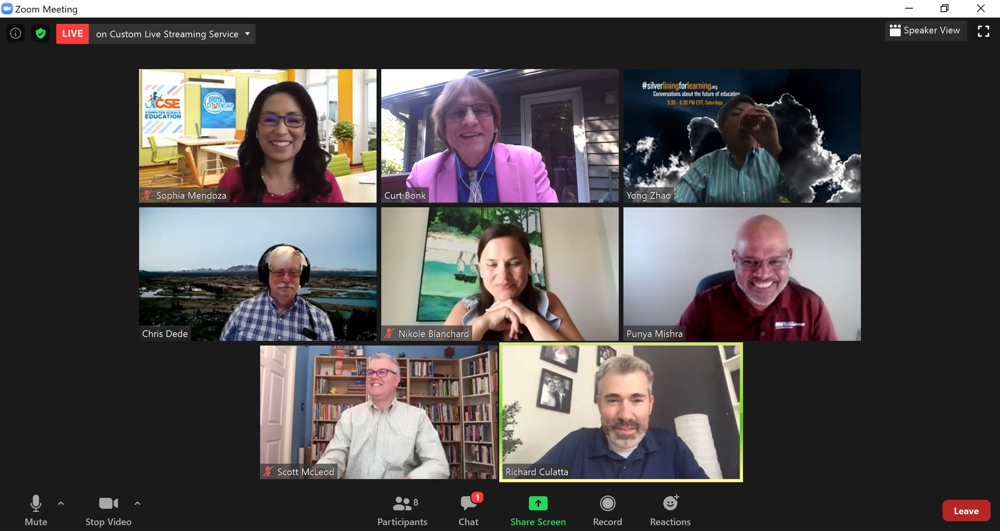 Zoom Meeting
LIVE on Custom Live Streaming Service
Speaker View
CSE
COMPUTER SCIENCE
EDUCATION
DIGITAL
CITIZENSHIP
#silverliningforlearning.org
Conversations about the future of education
5:30 - 6:30 PM EDT, Saturdays
Sophia Mendoza
Curt Bonk
Yong Zhao
Chris Dede
Nikole Blanchard
Punya Mishra
Scott McLeod
Richard Culatta
8
1
Mute
Stop Video
Participants
Chat
Share Screen
Record
Reactions
Leave